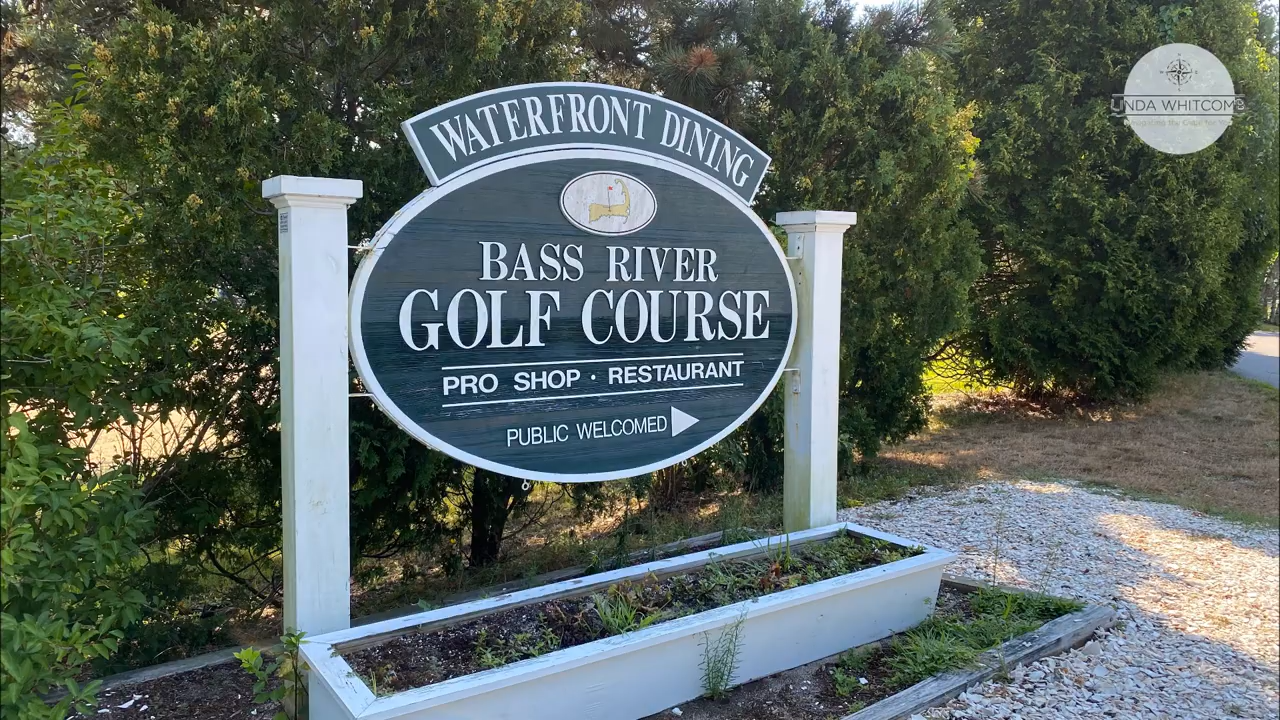 WATERFRONT DINING
BASS RIVER
GOLF COURSE
PRO SHOP · RESTAURANT
PUBLIC WELCOMED
LINDA WHITCOMB